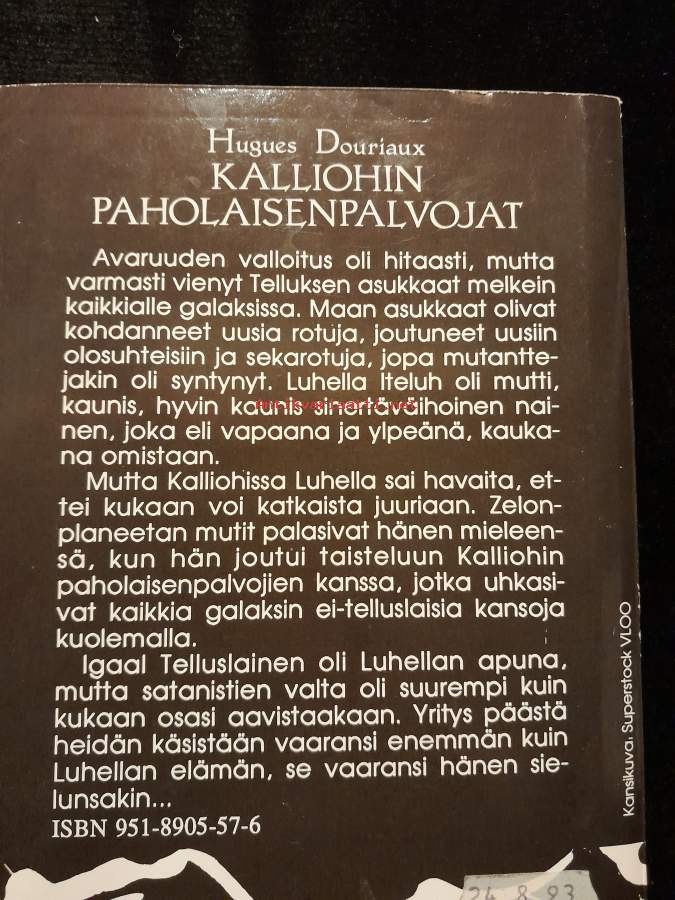 Hugues Douriaux
KALLIOHIN
PAHOLAISENPALVOJAT
Avaruuden valloitus oli hitaasti, mutta
varmasti vienyt Telluksen asukkaat melkein
kaikkialle galaksissa. Maan asukkaat olivat
kohdanneet uusia rotuja, joutuneet uusiin
olosuhteisiin ja sekarotuja, jopa mutantte-
jakin oli syntynyt. Luhella Iteluh oli mutti,
kaunis, hyvin kaunis vihreäihoinen nai-
antikvariaatti.net
nen, joka eli vapaana ja ylpeänä, kauka-
na omistaan.
Mutta Kalliohissa Luhella sai havaita, et-
tei kukaan voi katkaista juuriaan. Zelon-
planeetan mutit palasivat hänen mieleen-
sä, kun hän joutui taisteluun Kalliohin
paholaisenpalvojien kanssa, jotka uhkasi-
vat kaikkia galaksin ei-telluslaisia kansoja
kuolemalla.
Igaal Telluslainen oli Luhellan apuna,
mutta satanistien valta oli suurempi kuin
kukaan osasi aavistaakaan. Yritys päästä
heidän käsistään vaaransi enemmän kuin
Luhellan elämän, se vaaransi hänen sie-
lunsakin...
ISBN 951-8905-57-6
Kansikuva: Superstock VLOO
24.8.93